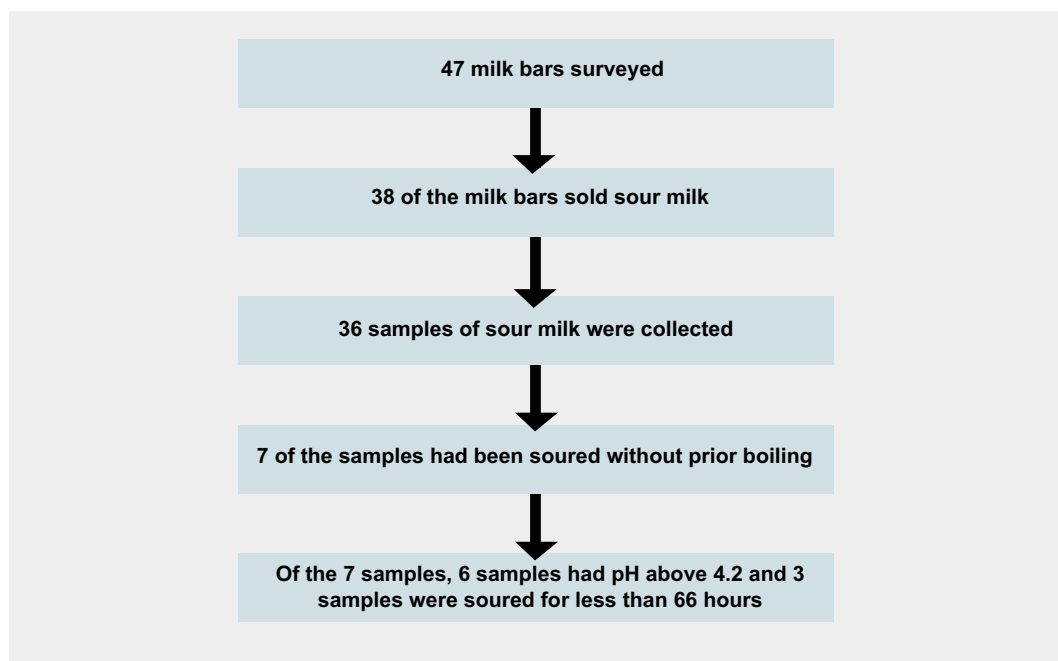 47 milk bars surveyed
38 of the milk bars sold sour milk
36 samples of sour milk were collected
7 of the samples had been soured without prior boiling
Of the 7 samples, 6 samples had pH above 4.2 and 3
samples were soured for less than 66 hours